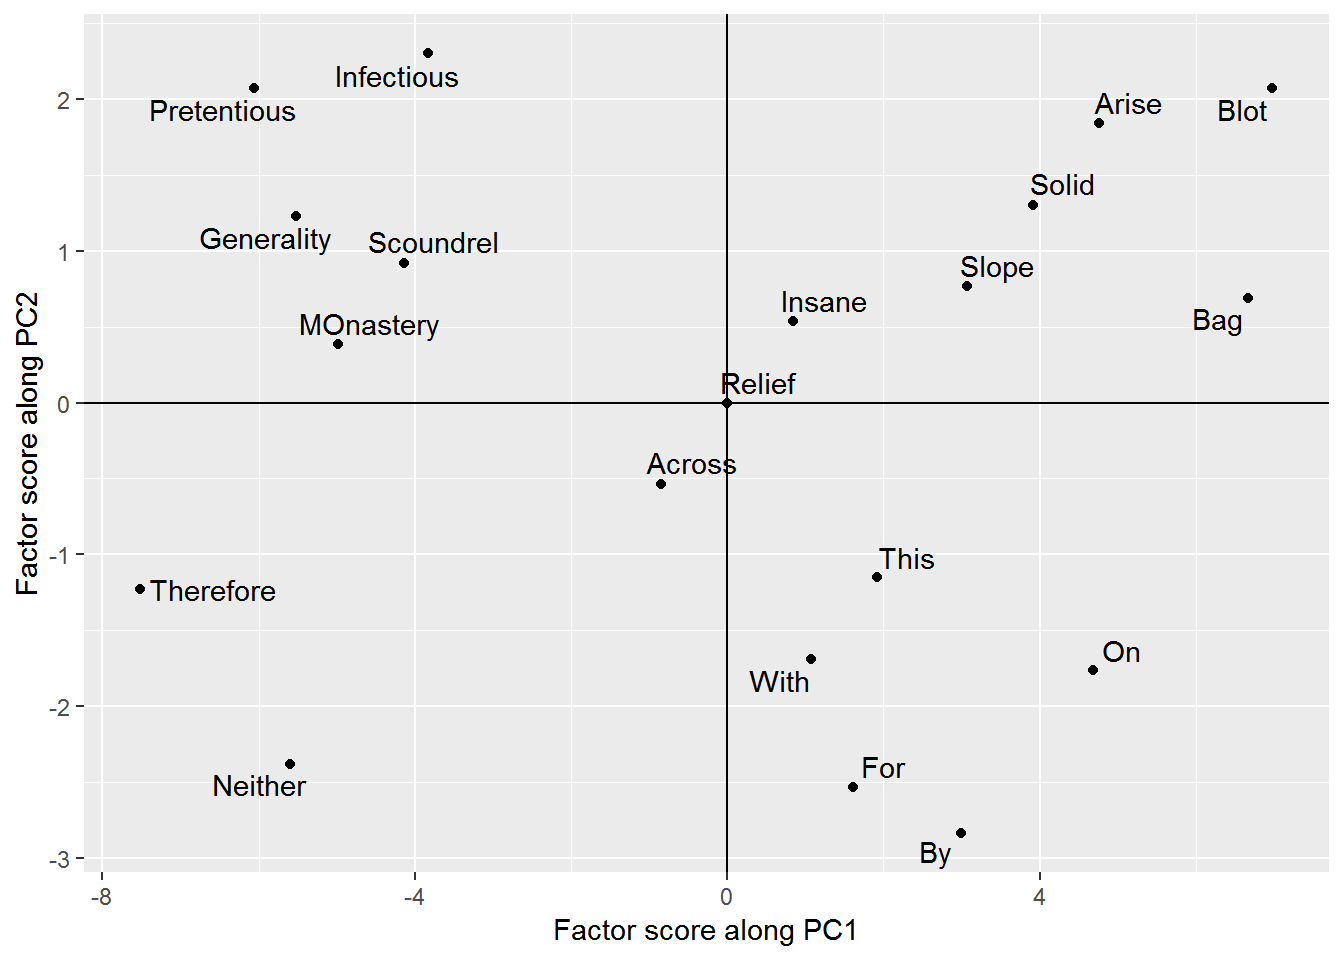 Infectious
Pretentious
Arise
Blot
2
Solid
Generality
Scoundrel
1
Slope
Insane
Bag
MOnastery
Relief
0
Across
This
-1
Therefore
On
With
-2
For
Neither
By
-3
-8
-4
0
4
Factor score along PC1
Factor score along PC2